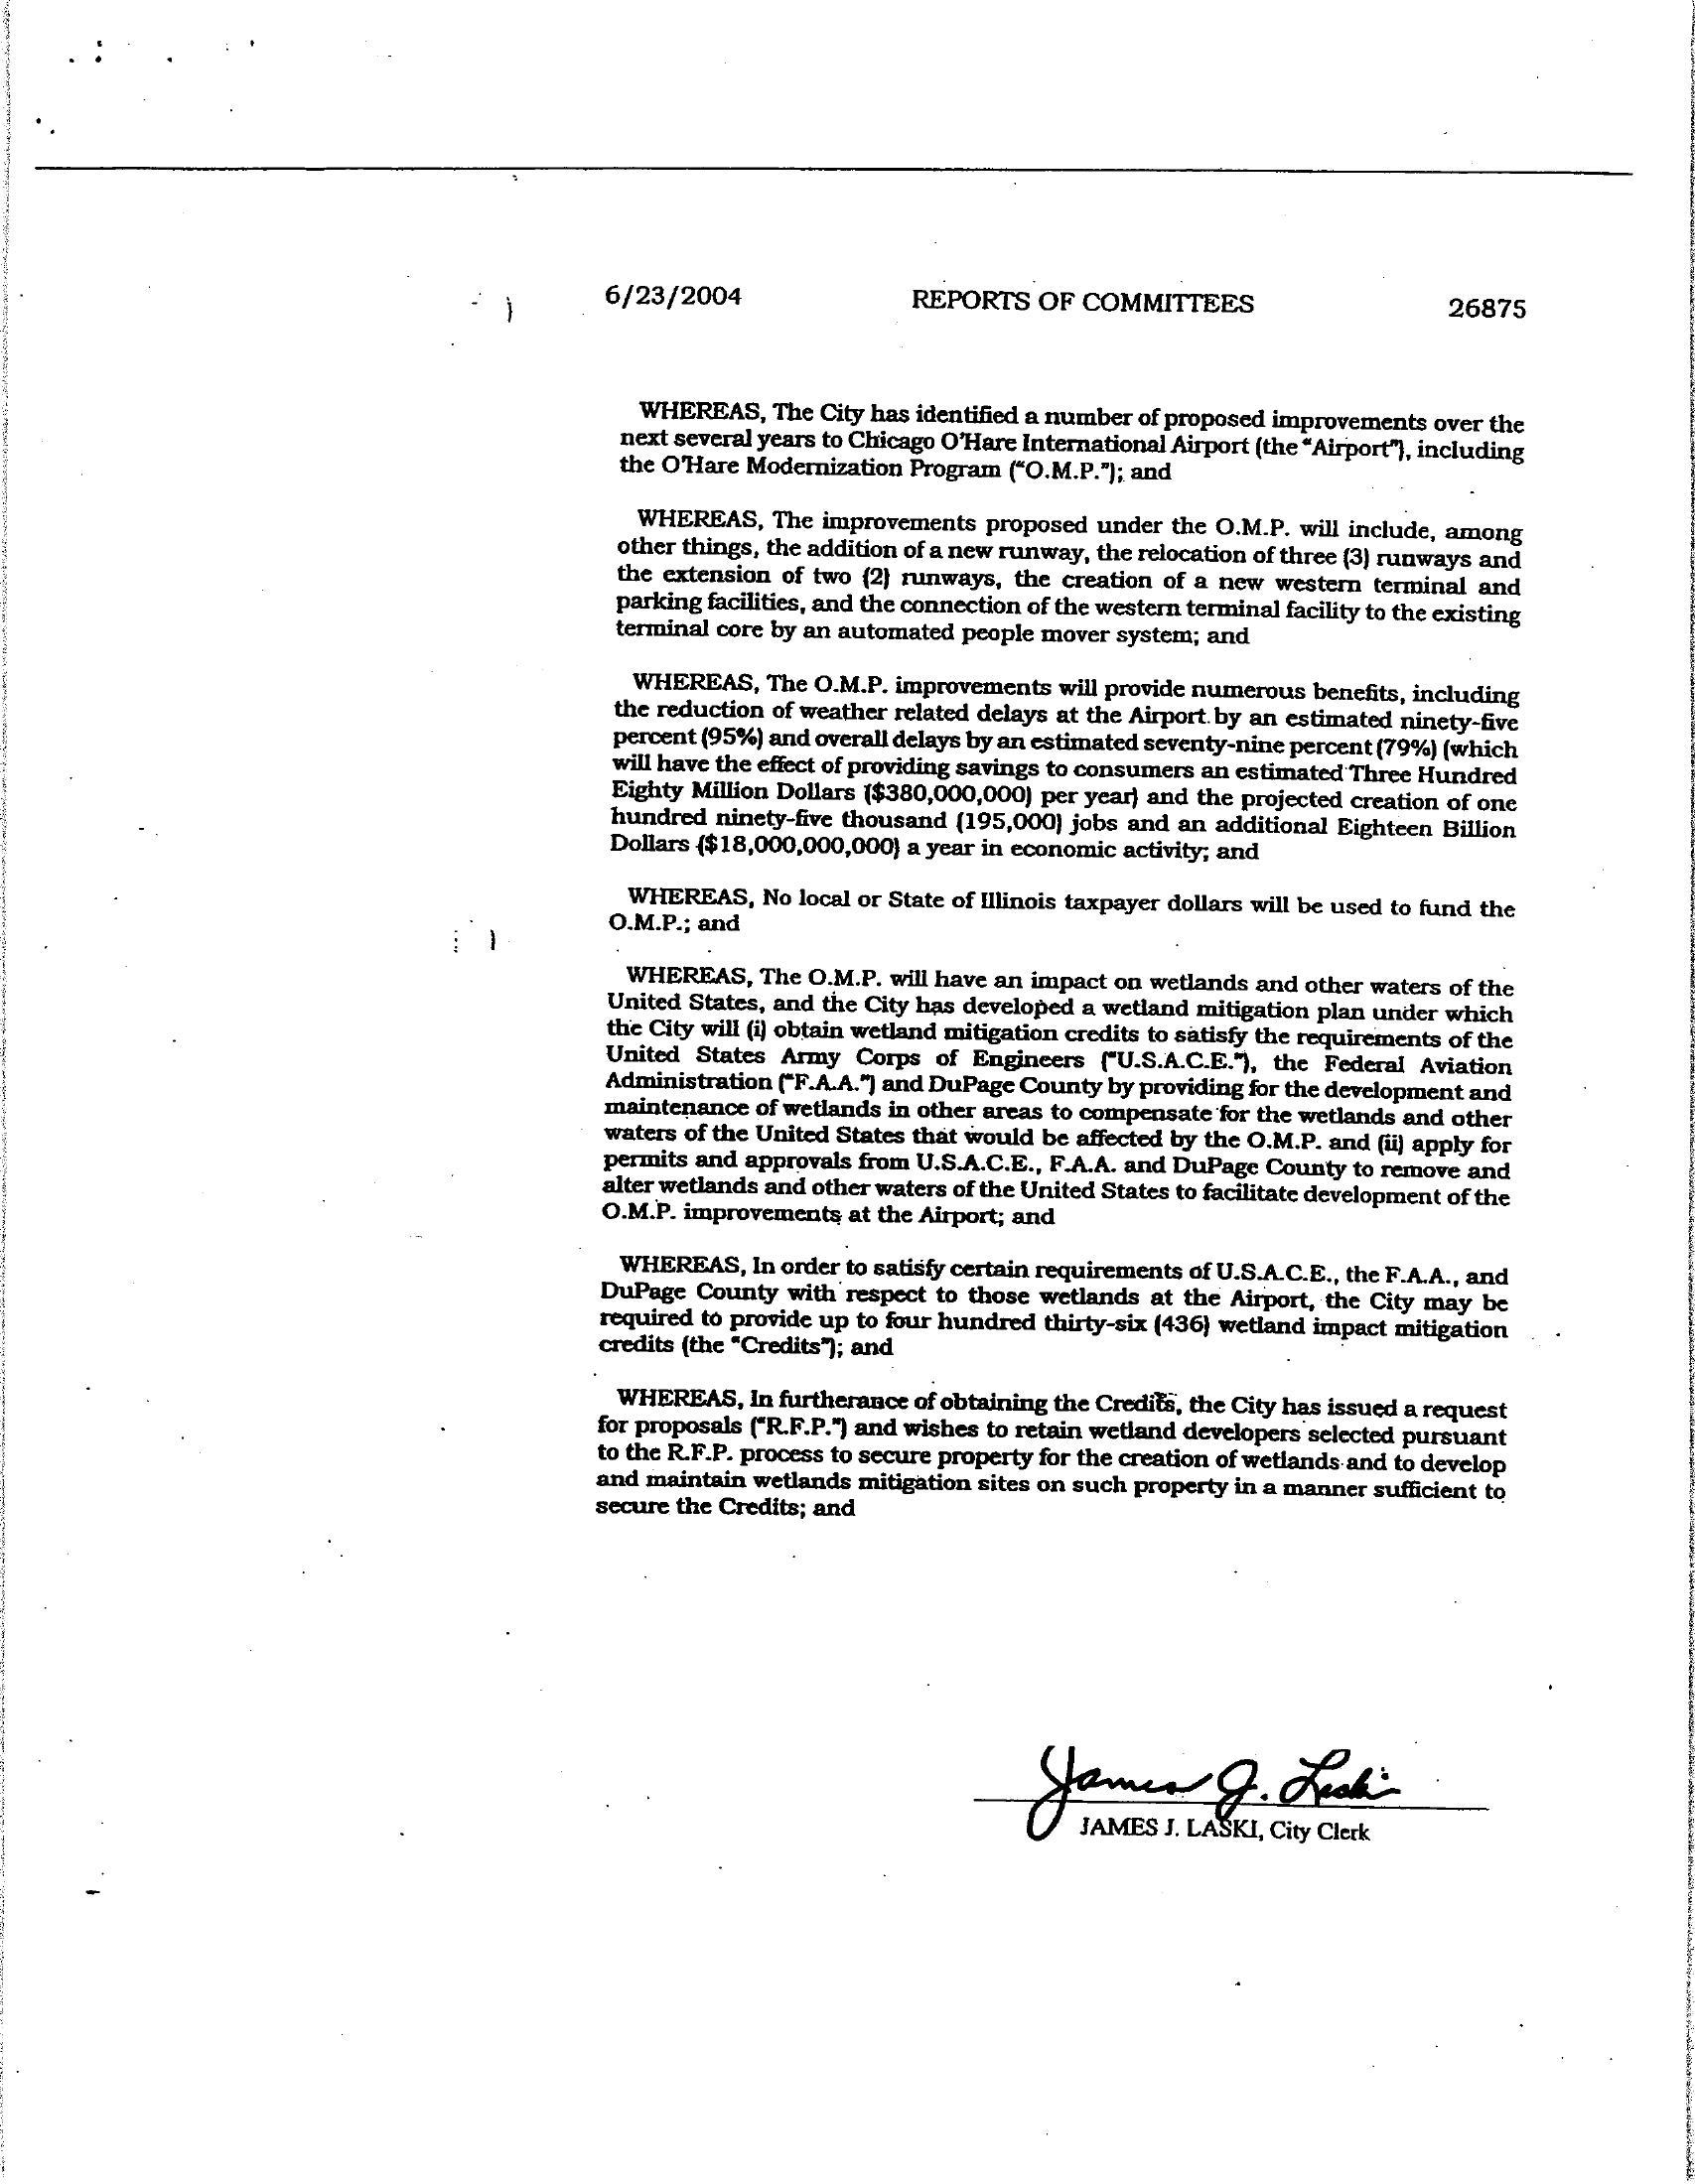 6/23/2004 REPORTS OF COMMITTEES 26875
WHEREAS, The City has identified a number of proposed improvements over the
next several years to Chicago O'Hare International Airport (the "Airport"), including
the O'Hare Modernization Program ("O.M.P."); and
WHEREAS, The improvements proposed under the O.M.P. will include, among
other things, the addition of a new runway, the relocation of three (3) runways and
the extension of two (2) runways, the creation of a new western terminal and
parking facilities, and the connection of the western terminal facility to the existing
terminal core by an automated people mover system; and
WHEREAS, The O.M.P. improvements will provide numerous benefits, including
the reduction of weather related delays at the Airport by an estimated ninety-five
percent (95%) and overall delays by an estimated seventy-nine percent (79%) (which
will have the effect of providing savings to consumers an estimated Three Hundred
Eighty Million Dollars ($380,000,000) per year) and the projected creation of one
hundred ninety-five thousand (195,000) jobs and an additional Eighteen Billion
Dollars ($18,000,000,000) a year in economic activity; and
WHEREAS, No local or State of Illinois taxpayer dollars will be used to fund the
O.M.P.; and
WHEREAS, The O.M.P. will have an impact on wetlands and other waters of the
United States, and the City has developed a wetland mitigation plan under which
the City will (i) obtain wetland mitigation credits to satisfy the requirements of the
United States Army Corps of Engineers ("U.S.A.C.E."), the Federal Aviation
Administration ("F.A.A.") and DuPage County by providing for the development and
maintenance of wetlands in other areas to compensate for the wetlands and other
waters of the United States that would be affected by the O.M.P. and (ii) apply for
permits and approvals from U.S.A.C.E., F.A.A. and DuPage County to remove and
alter wetlands and other waters of the United States to facilitate development of the
O.M.P. improvements at the Airport; and
WHEREAS, In order to satisfy certain requirements of U.S.A.C.E., the F.A.A., and
DuPage County with respect to those wetlands at the Airport, the City may be
required to provide up to four hundred thirty-six (436) wetland impact mitigation
credits (the "Credits"); and
WHEREAS, In furtherance of obtaining the Credits, the City has issued a request
for proposals ("R.F.P.") and wishes to retain wetland developers selected pursuant
to the R.F.P. process to secure property for the creation of wetlands and to develop
and maintain wetlands mitigation sites on such property in a manner sufficient to
secure the Credits; and
James J. Laski
JAMES J. LASKI, City Clerk